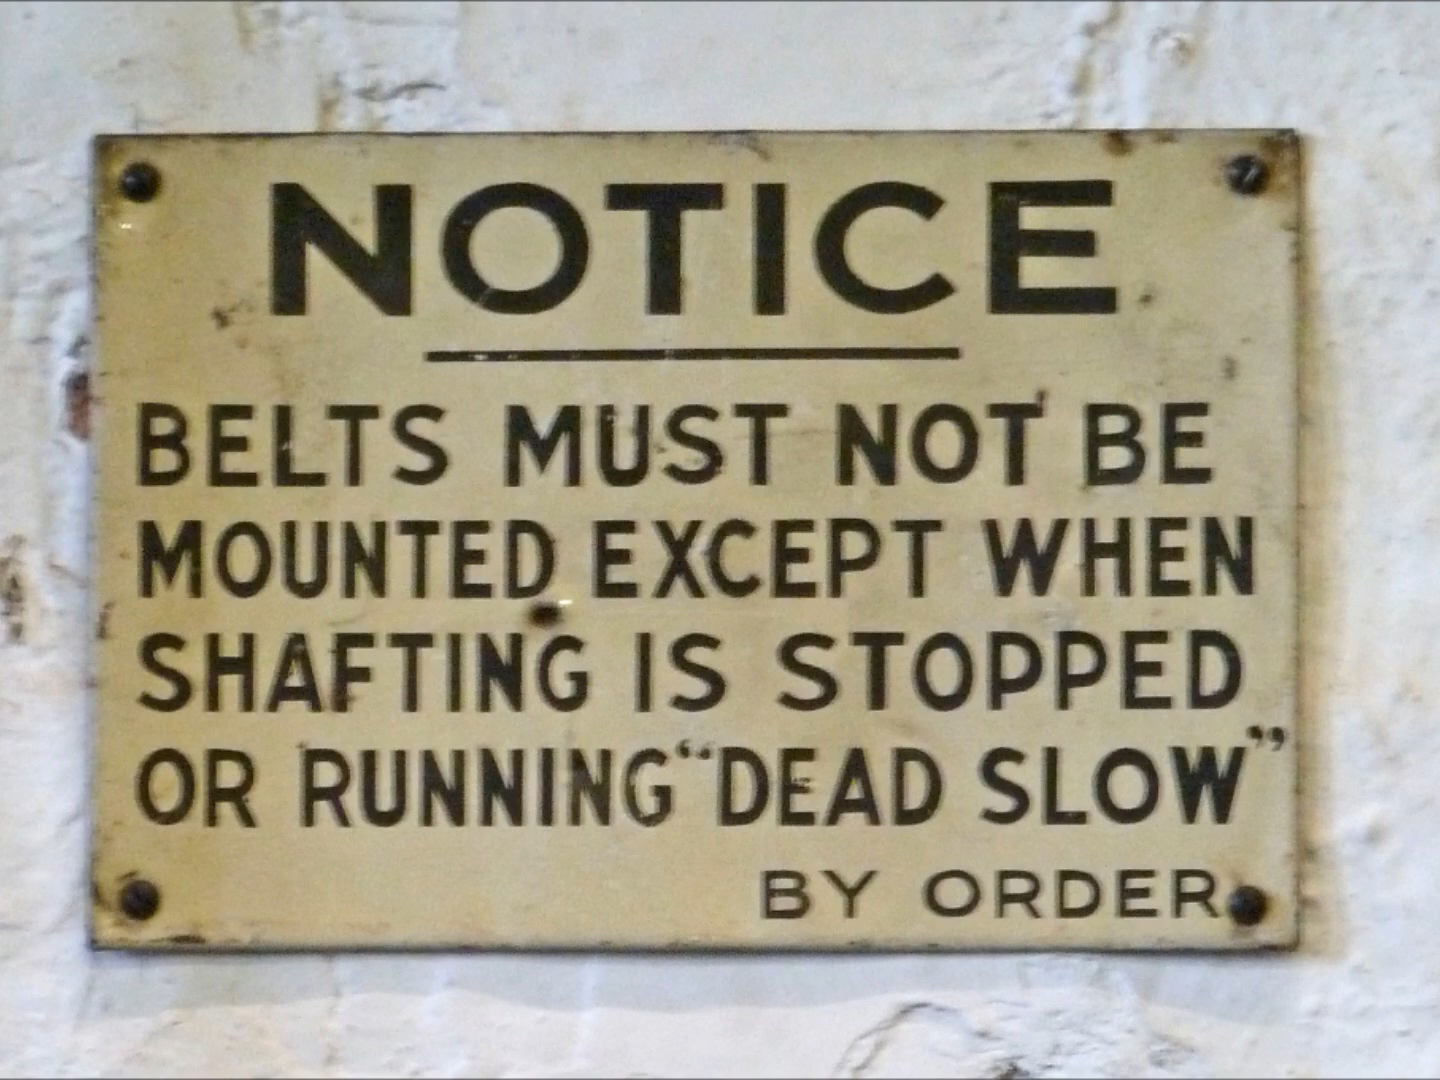 NOTICE
BELTS MUST NOT BE
MOUNTED EXCEPT WHEN
SHAFTING IS STOPPED
OR RUNNING “DEAD SLOW”
BY ORDER